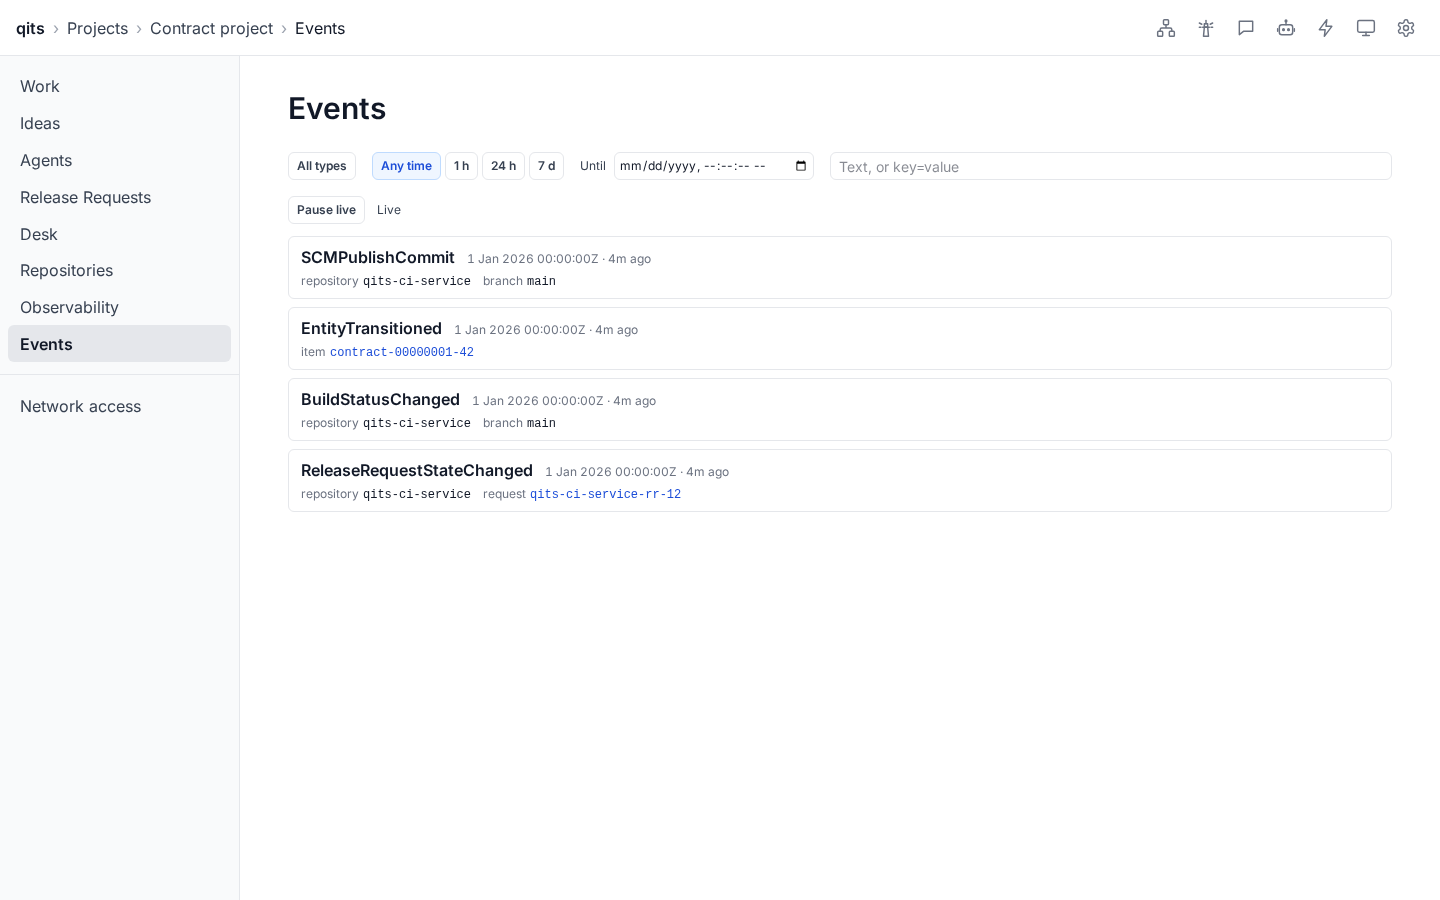 qits › Projects › Contract project › Events
Work
Ideas
Agents
Release Requests
Desk
Repositories
Observability
Events
Network access
Events
All types Any time 1 h 24 h 7 d Until mm/dd/yyyy, --:--:-- -- Text, or key=value
Pause live Live
SCMPublishCommit 1 Jan 2026 00:00:00Z · 4m ago
repository qits-ci-service branch main
EntityTransitioned 1 Jan 2026 00:00:00Z · 4m ago
item contract-00000001-42
BuildStatusChanged 1 Jan 2026 00:00:00Z · 4m ago
repository qits-ci-service branch main
ReleaseRequestStateChanged 1 Jan 2026 00:00:00Z · 4m ago
repository qits-ci-service request qits-ci-service-rr-12